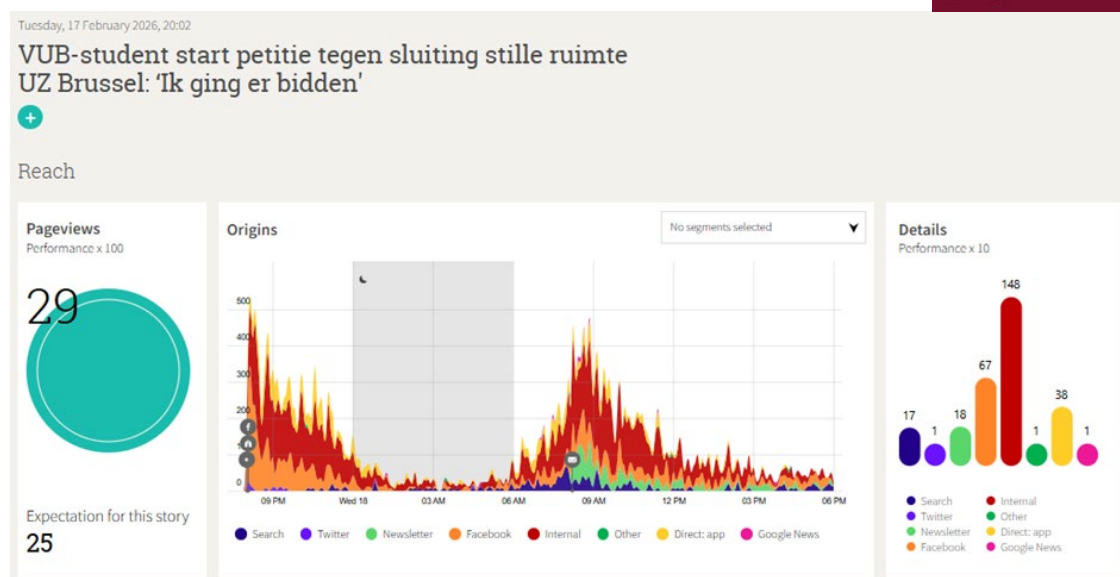 Tuesday, 17 February 2026, 20:02
VUB-student start petitie tegen sluiting stille ruimte
UZ Brussel: ‘Ik ging er bidden'
+
Reach
Pageviews
Performance x 100
29
Expectation for this story
25
Origins
No segments selected
500
400
300
200
0
09 PM Wed 18 03 AM 06 AM 09 AM 12 PM 03 PM 06 PM
Search Twitter Newsletter Facebook Internal Other Direct: app Google News
Details
Performance x 10
148
67
38
17 18
1 1 1
Search Internal
Twitter Other
Newsletter Direct: app
Facebook Google News